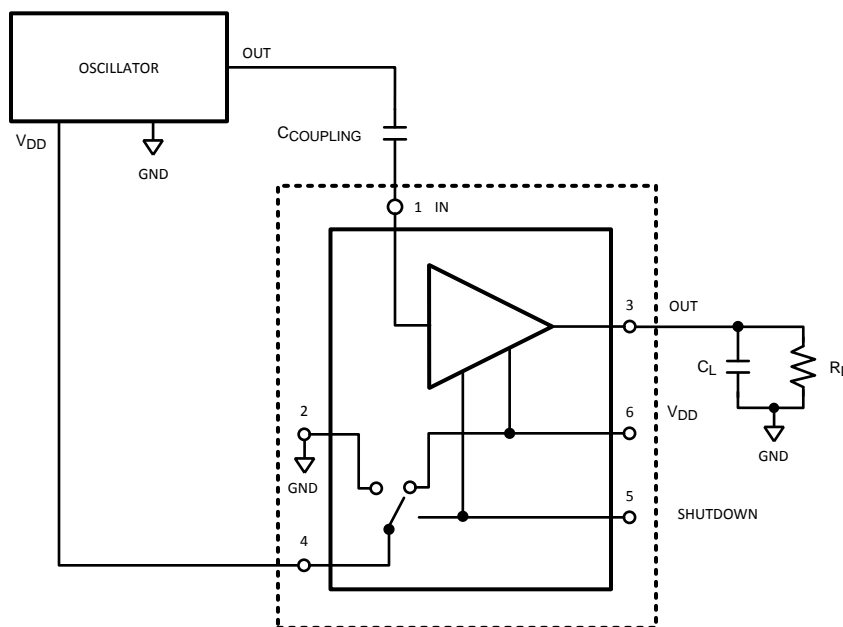 OSCILLATOR
OUT
VDD
GND
CCOUPLING
1 IN
3 OUT
CL
2
6
VDD
GND
GND
5
SHUTDOWN
4